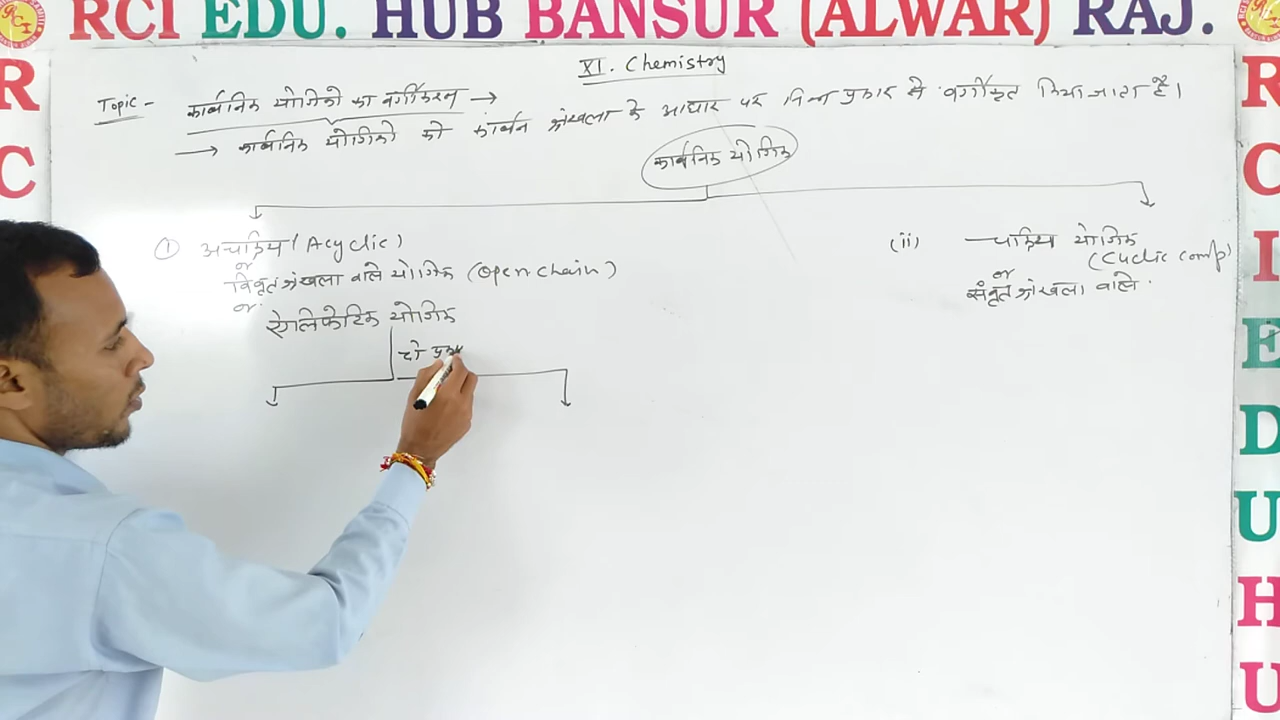 RCI EDU. HUB BANSUR (ALWAR) RAJ.
XI. Chemistry
Topic - कार्बनिक योगिको का वर्गीकरण →
→ कार्बनिक योगिको को कार्बन श्रंखला के आधार पर निम्न प्रकार से वर्गीकृत किया जाता है।
कार्बनिक योगिक
① अचक्रिय (Acyclic)
or
विवृत श्रंखला वाले योगिक (Open chain)
or
ऐलिफेटिक योगिक
दो प्रका
(ii) चक्रिय योगिक
(Cyclic comp)
or
संवृत श्रंखला वाले
R
C
R
C
I
E
D
U
H
U